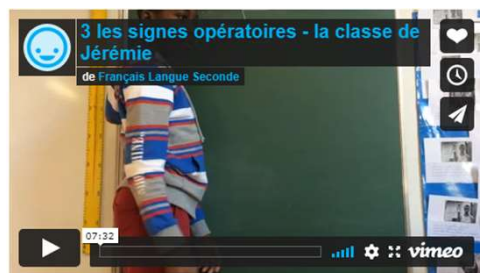 3 les signes opératoires - la classe de
Jérémie
de Français Langue Seconde
07:32
vimeo